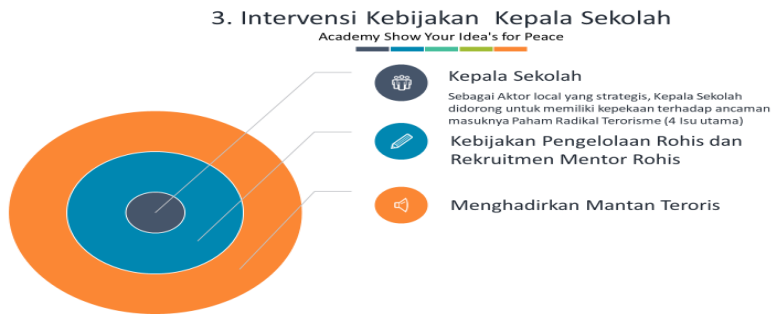 3. Intervensi Kebijakan Kepala Sekolah
Academy Show Your Idea's for Peace
Kepala Sekolah
Sebagai Aktor local yang strategis, Kepala Sekolah
didorong untuk memiliki kepekaan terhadap ancaman
masuknya Paham Radikal Terorisme (4 Isu utama)
Kebijakan Pengelolaan Rohis dan
Rekruitmen Mentor Rohis
Menghadirkan Mantan Teroris